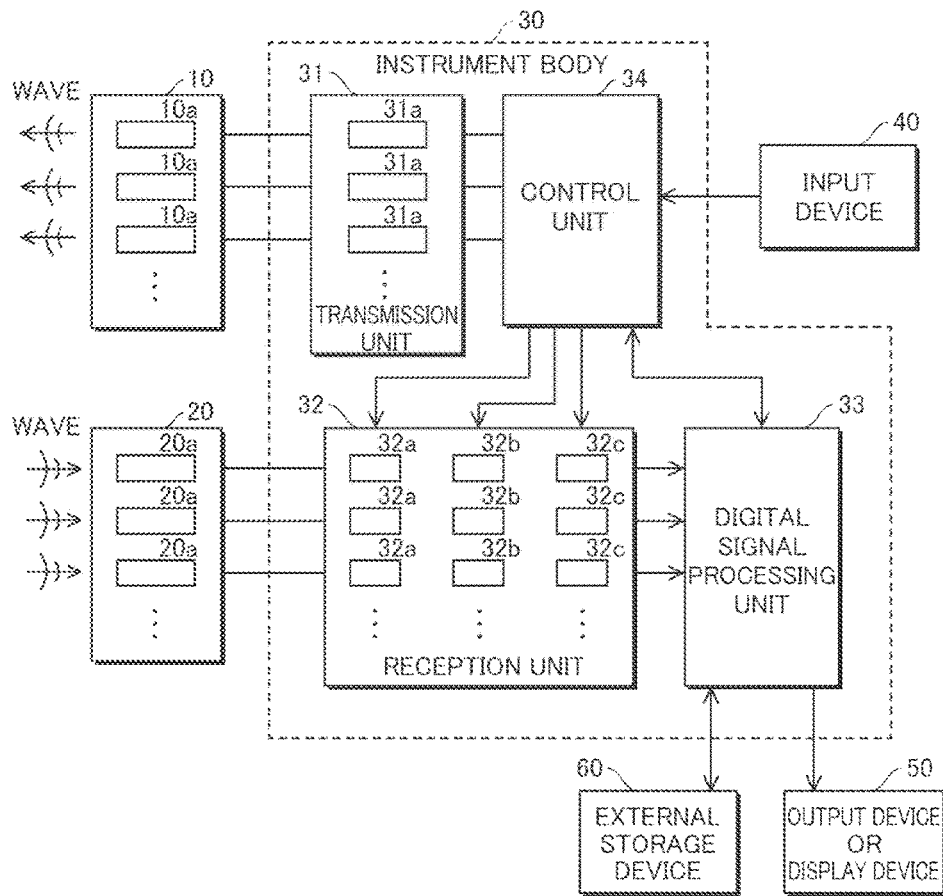 30
INSTRUMENT BODY
WAVE
10
10a
10a
10a
31
31a
31a
31a
TRANSMISSION
UNIT
34
CONTROL
UNIT
40
INPUT
DEVICE
WAVE
20
20a
20a
20a
32
32a 32b 32c
32a 32b 32c
32a 32b 32c
RECEPTION UNIT
33
DIGITAL
SIGNAL
PROCESSING
UNIT
60
EXTERNAL
STORAGE
DEVICE
50
OUTPUT DEVICE
OR
DISPLAY DEVICE